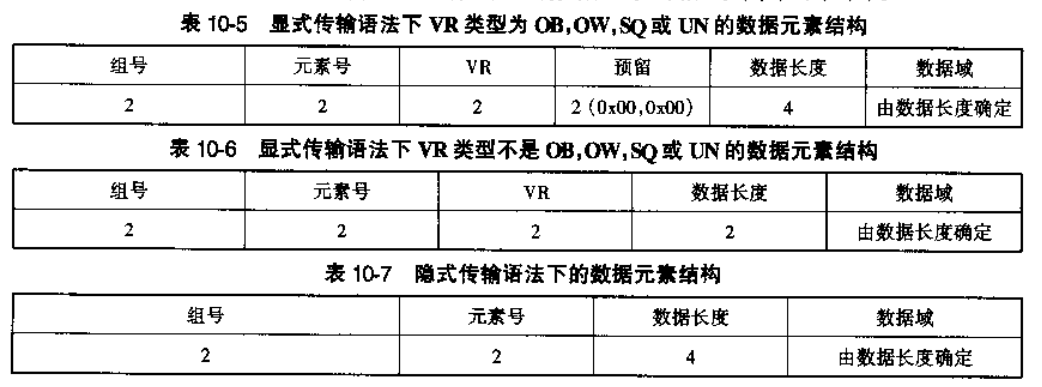 表 10-5 显式传输语法下 VR 类型为 OB,OW,SQ 或 UN 的数据元素结构
组号 元素号 VR 预留 数据长度 数据域
2 2 2 2 (0x00,0x00) 4 由数据长度确定
表 10-6 显式传输语法下 VR 类型不是 OB,OW,SQ 或 UN 的数据元素结构
组号 元素号 VR 数据长度 数据域
2 2 2 2 由数据长度确定
表 10-7 隐式传输语法下的数据元素结构
组号 元素号 数据长度 数据域
2 2 4 由数据长度确定